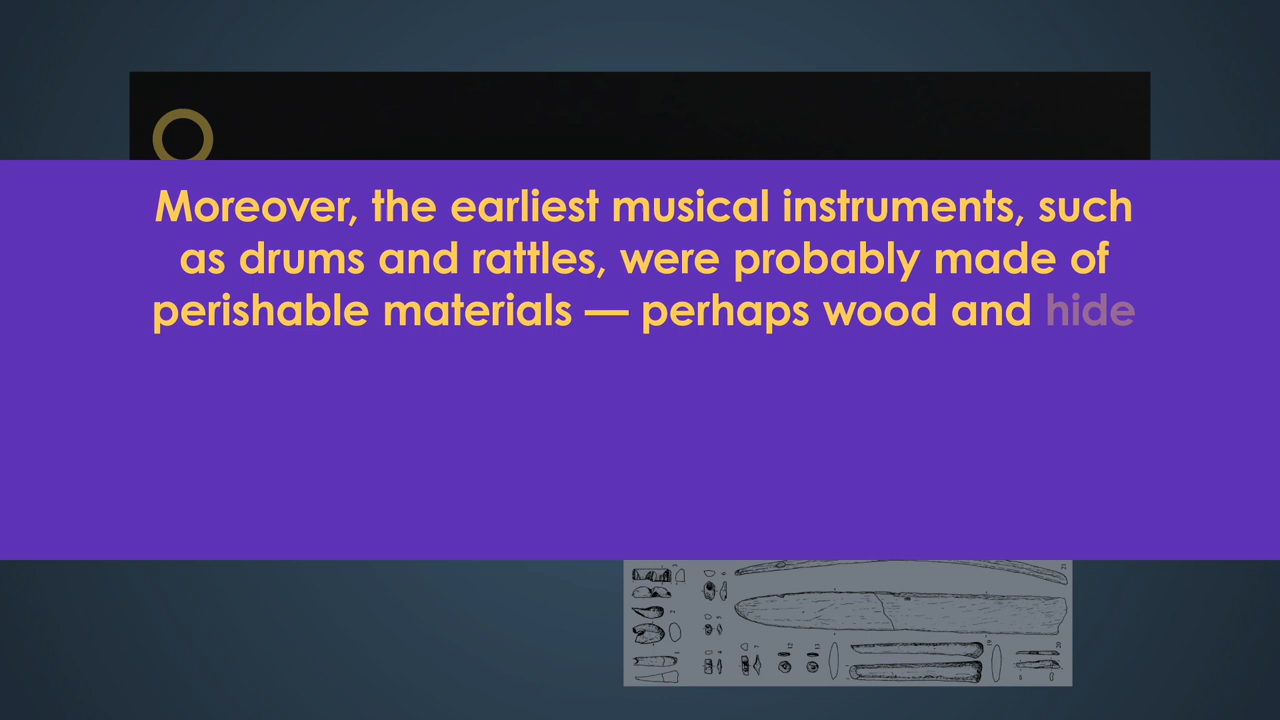 Moreover, the earliest musical instruments, such
as drums and rattles, were probably made of
perishable materials — perhaps wood and hide